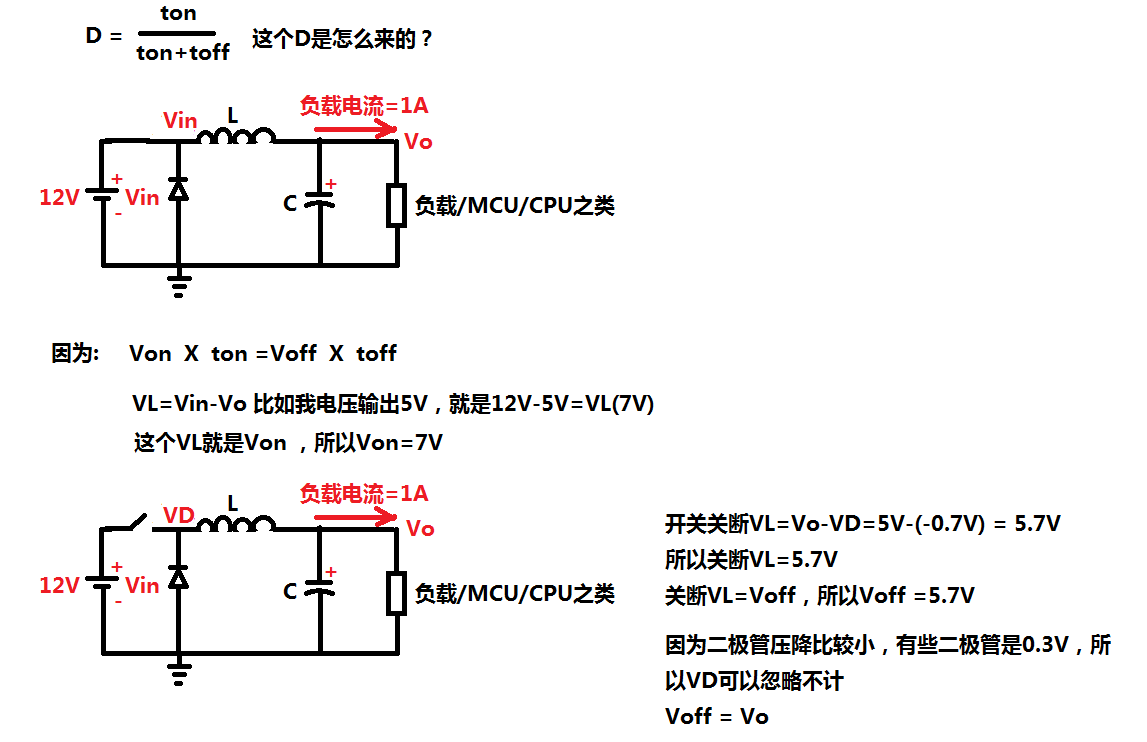 D = ton
ton+toff
这个D是怎么来的？
负载电流=1A
Vin
L
Vo
12V
+
Vin
-
C
+
负载/MCU/CPU之类
因为:
Von X ton =Voff X toff
VL=Vin-Vo 比如我电压输出5V，就是12V-5V=VL(7V)
这个VL就是Von ，所以Von=7V
负载电流=1A
VD
L
Vo
12V
+
Vin
-
C
+
负载/MCU/CPU之类
开关关断VL=Vo-VD=5V-(-0.7V) = 5.7V
所以关断VL=5.7V
关断VL=Voff，所以Voff =5.7V
因为二极管压降比较小，有些二极管是0.3V，所
以VD可以忽略不计
Voff = Vo